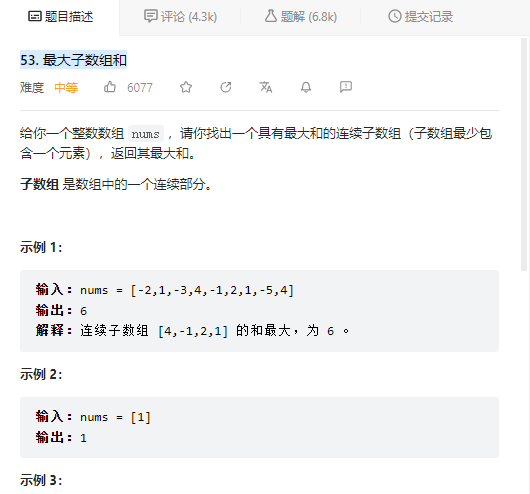 题目描述 评论 (4.3k) 题解 (6.8k) 提交记录
53. 最大子数组和
难度 中等 6077
给你一个整数数组 nums ，请你找出一个具有最大和的连续子数组（子数组最少包
含一个元素），返回其最大和。
子数组 是数组中的一个连续部分。
示例 1：
输入：nums = [-2,1,-3,4,-1,2,1,-5,4]
输出：6
解释：连续子数组 [4,-1,2,1] 的和最大，为 6 。
示例 2：
输入：nums = [1]
输出：1
示例 3：